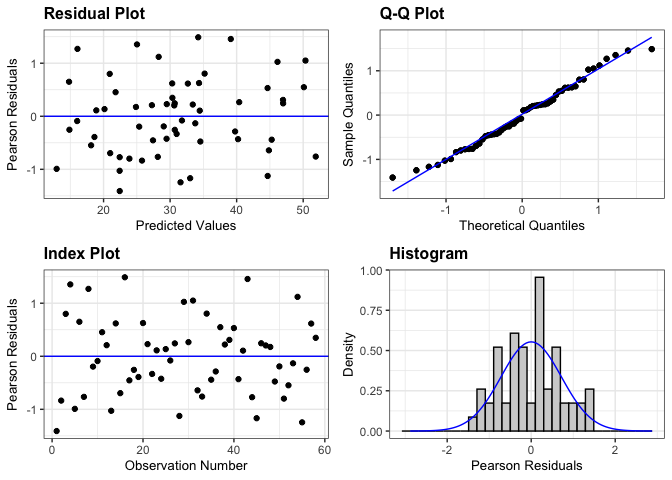 Residual Plot
Pearson Residuals
1
0
-1
20
30
40
50
Predicted Values
Q-Q Plot
Sample Quantiles
1
0
-1
-1
0
1
Theoretical Quantiles
Index Plot
Pearson Residuals
1
0
-1
0
20
40
60
Observation Number
Histogram
Density
1.00
0.75
0.50
0.25
0.00
-2
0
2
Pearson Residuals